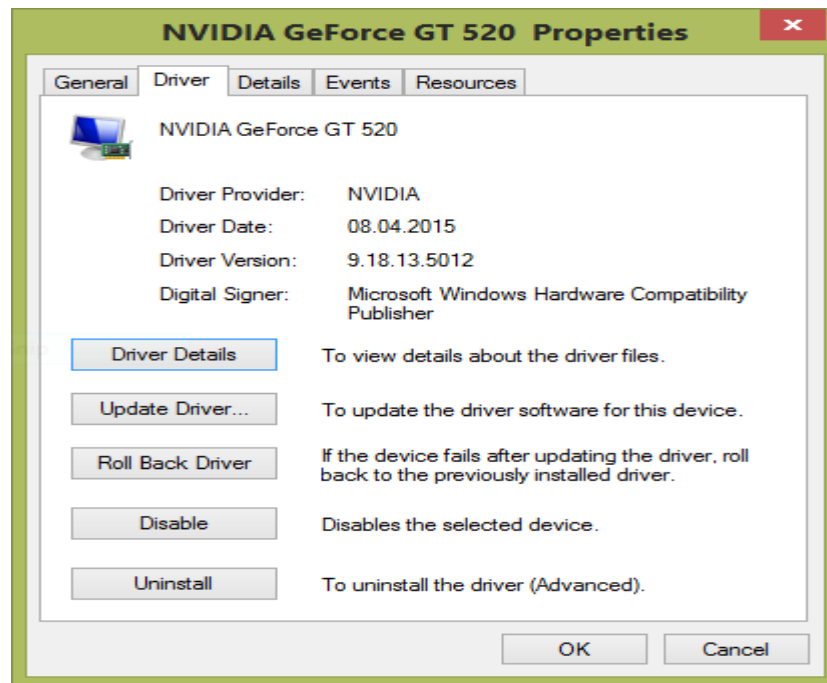 NVIDIA GeForce GT 520 Properties
General Driver Details Events Resources
NVIDIA GeForce GT 520
Driver Provider: NVIDIA
Driver Date: 08.04.2015
Driver Version: 9.18.13.5012
Digital Signer: Microsoft Windows Hardware Compatibility
Publisher
Driver Details To view details about the driver files.
Update Driver... To update the driver software for this device.
Roll Back Driver If the device fails after updating the driver, roll
back to the previously installed driver.
Disable Disables the selected device.
Uninstall To uninstall the driver (Advanced).
OK Cancel